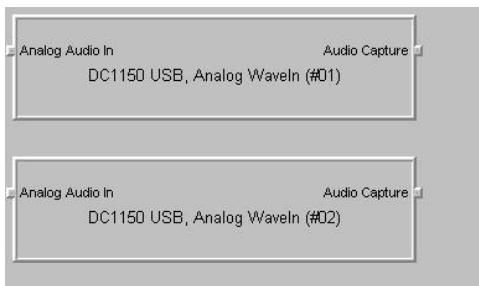 Analog Audio In Audio Capture
DC1150 USB, Analog WaveIn (#01)
Analog Audio In Audio Capture
DC1150 USB, Analog WaveIn (#02)